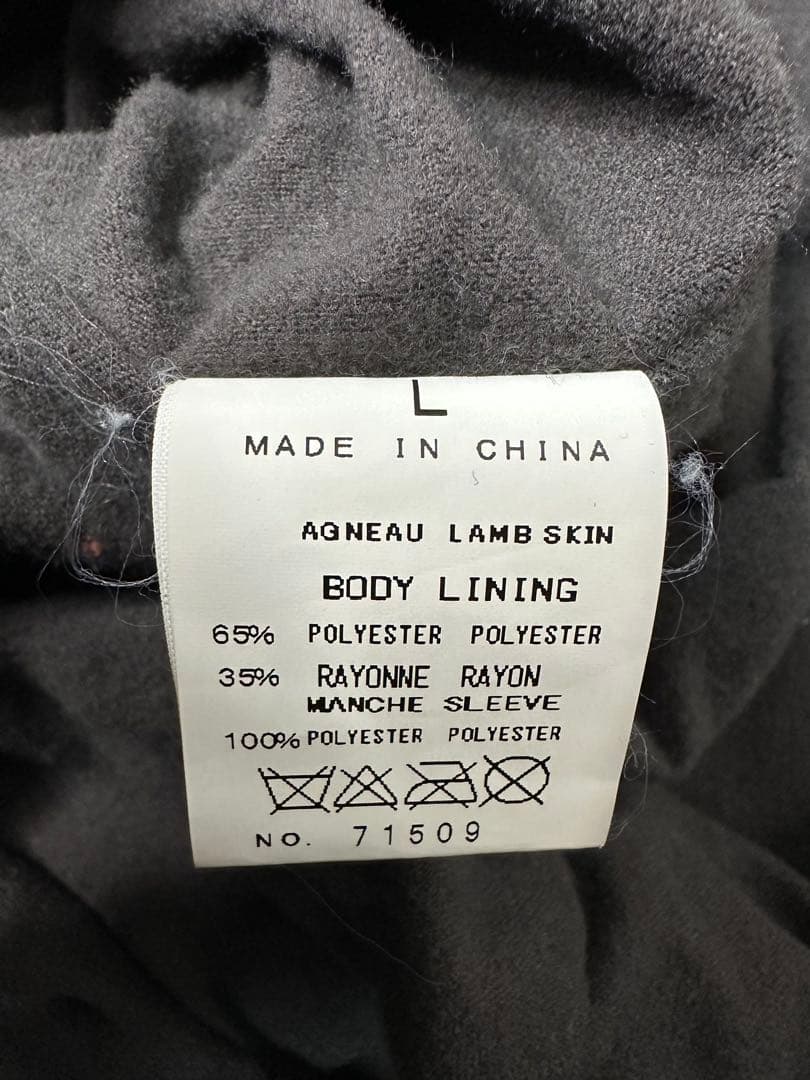 L
MADE IN CHINA
AGNEAU LAMB SKIN
BODY LINING
65% POLYESTER POLYESTER
35% RAYONNE RAYON
MANCHE SLEEVE
100% POLYESTER POLYESTER
NO. 71509